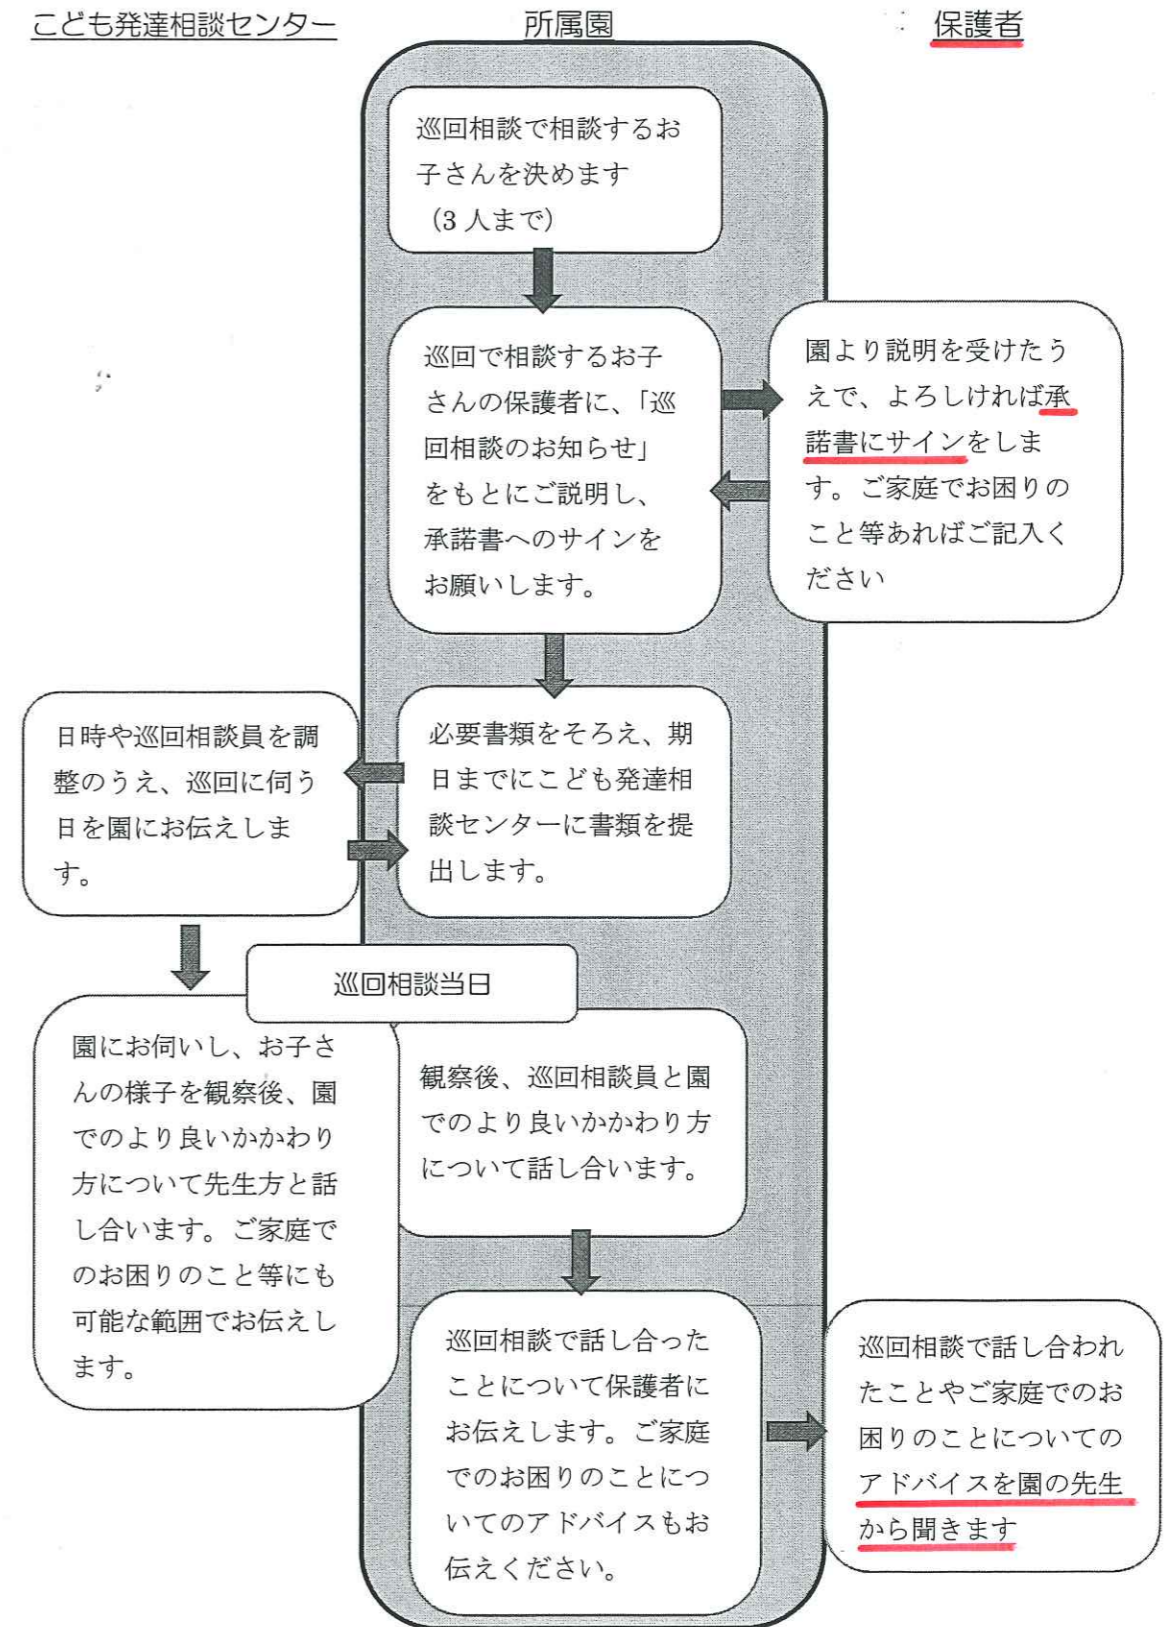 こども発達相談センター
所属園
保護者
巡回相談で相談するお
子さんを決めます
（3人まで）
巡回で相談するお子
さんの保護者に、「巡
回相談のお知らせ」
をもとにご説明し、
承諾書へのサインを
お願いします。
園より説明を受けたう
えで、よろしければ承
諾書にサインをしま
す。ご家庭でお困りの
こと等あればご記入く
ださい
必要書類をそろえ、期
日までにこども発達相
談センターに書類を提
出します。
日時や巡回相談員を調
整のうえ、巡回に伺う
日を園にお伝えしま
す。
巡回相談当日
園にお伺いし、お子さ
んの様子を観察後、園
でのより良いかかわり
方について先生方と話
し合います。ご家庭で
のお困りのこと等にも
可能な範囲でお伝えし
ます。
観察後、巡回相談員と園
でのより良いかかわり方
について話し合います。
巡回相談で話し合った
ことについて保護者に
お伝えします。ご家庭
でのお困りのことにつ
いてのアドバイスもお
伝えください。
巡回相談で話し合われ
たことやご家庭でのお
困りのことについての
アドバイスを園の先生
から聞きます